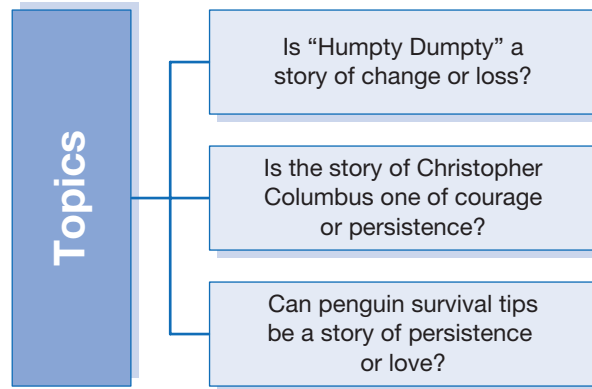 Topics
Is “Humpty Dumpty” a
story of change or loss?
Is the story of Christopher
Columbus one of courage
or persistence?
Can penguin survival tips
be a story of persistence
or love?